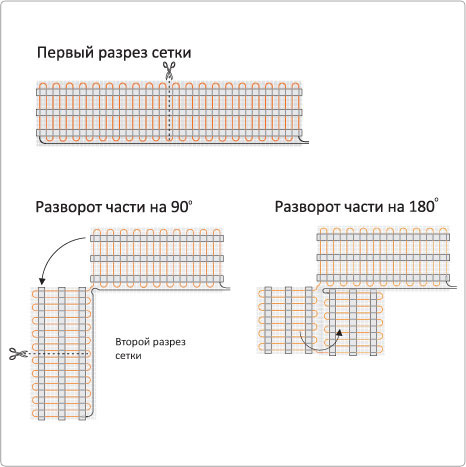 Первый разрез сетки
Разворот части на 90°
Разворот части на 180°
Второй разрез
сетки